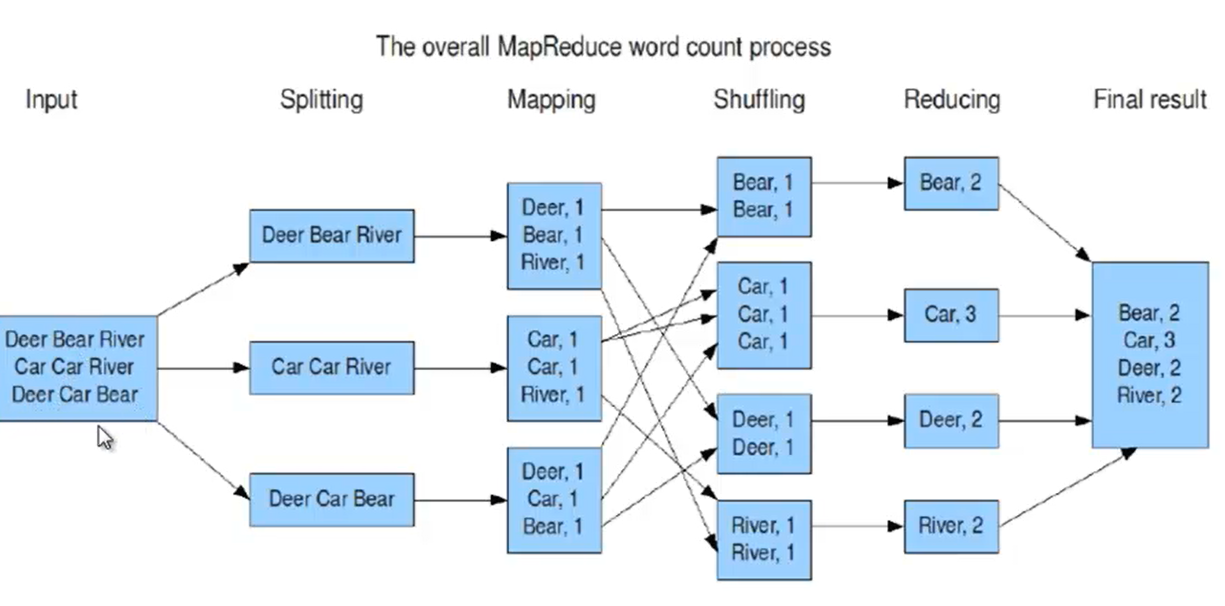 The overall MapReduce word count process
Input
Splitting
Mapping
Shuffling
Reducing
Final result
Deer Bear River
Car Car River
Deer Car Bear
Deer Bear River
Car Car River
Deer Car Bear
Deer, 1
Bear, 1
River, 1
Car, 1
Car, 1
River, 1
Deer, 1
Car, 1
Bear, 1
Bear, 1
Bear, 1
Car, 1
Car, 1
Car, 1
Deer, 1
Deer, 1
River, 1
River, 1
Bear, 2
Car, 3
Deer, 2
River, 2
Bear, 2
Car, 3
Deer, 2
River, 2